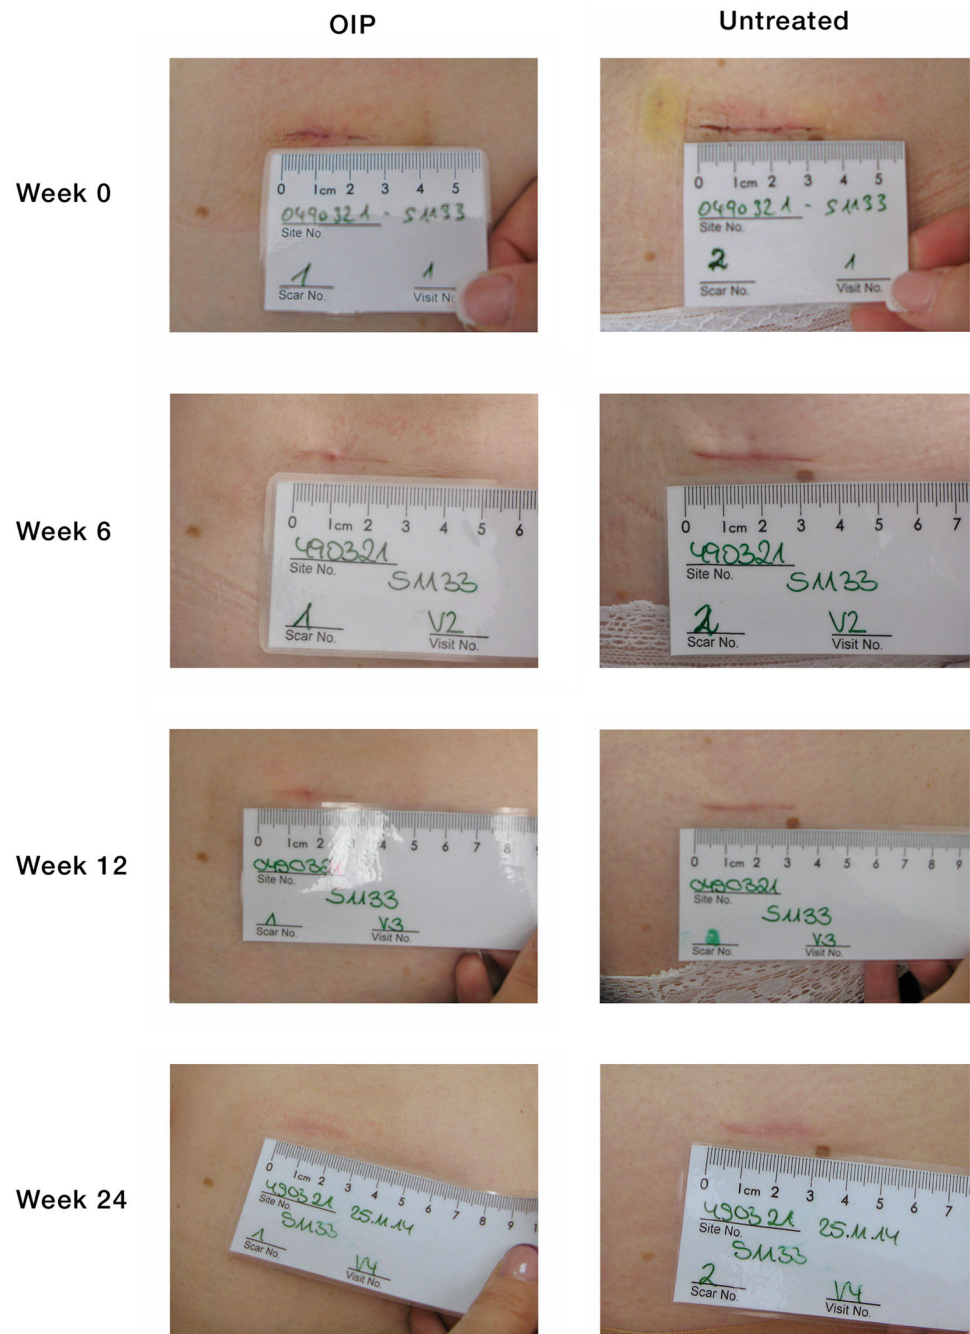 OIP
Untreated
Week 0
0 1cm 2 3 4 5
0490321 - S1133
Site No.
1 1
Scar No. Visit No
0 1cm 2 3 4 5
0490321 - S1133
Site No.
2 1
Scar No. Visit No.
Week 6
0 1cm 2 3 4 5 6
490321
Site No.
S1133
1 V2
Scar No. Visit No.
0 1cm 2 3 4 5 6 7
490321
Site No.
S1133
2 V2
Scar No. Visit No.
Week 12
0 1cm 2 3 4 5 6 7 8
0490321
Site No.
S1133
1 V3
Scar No. Visit No.
0 1cm 2 3 4 5 6 7 8 9
0490321
Site No.
S1133
V3
Scar No. Visit No.
Week 24
0 1cm 2 3 4 5 6 7 8 9
490321 25.11.14
Site No.
S1133
1 V4
Scar No. Visit No.
0 1cm 2 3 4 5 6 7
490321 25.11.14
Site No.
S1133
2 V4
Scar No. Visit No.